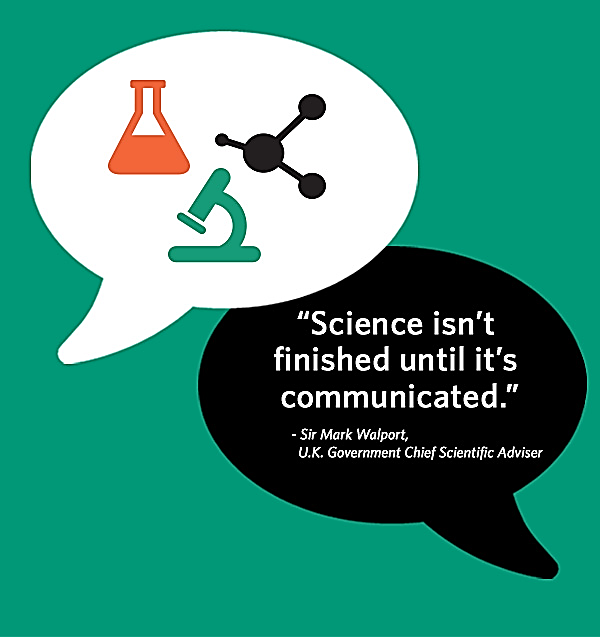 “Science isn’t
finished until it’s
communicated.”
- Sir Mark Walport,
U.K. Government Chief Scientific Adviser